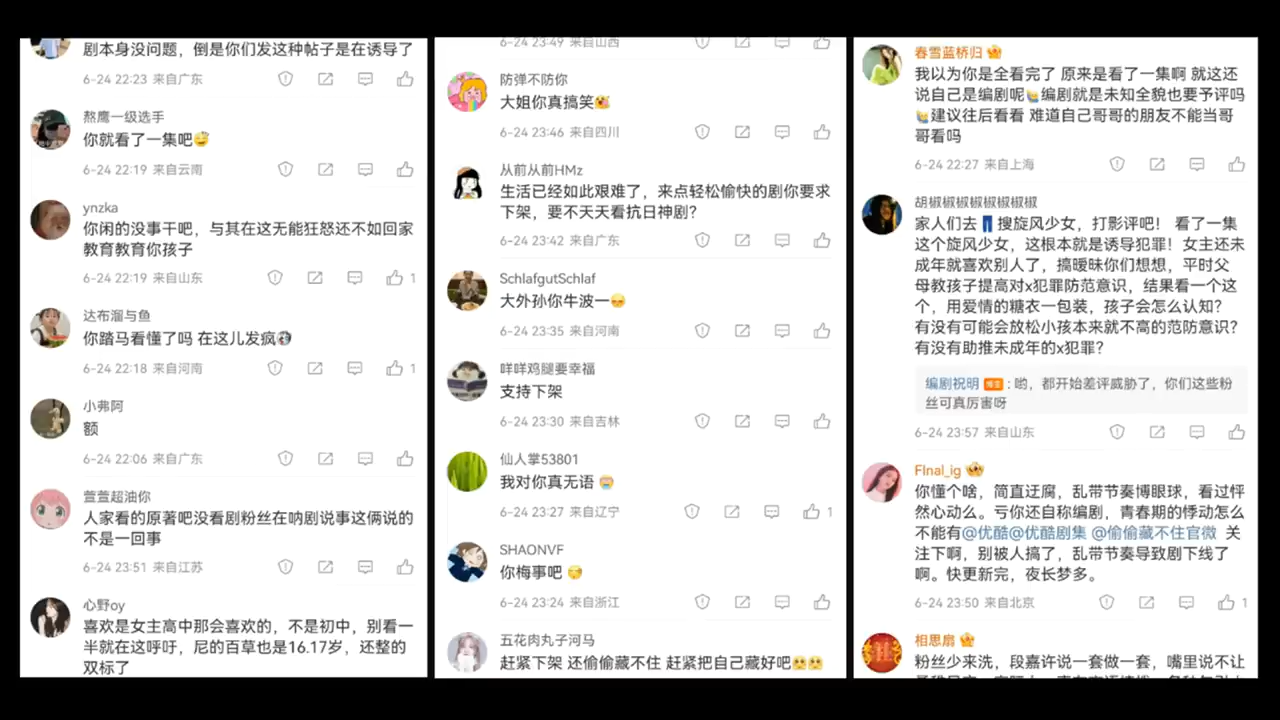 剧本身没问题，倒是你们发这种帖子是在诱导了
6-24 22:23 来自广东
熬鹰一级选手
你就看了一集吧
6-24 22:19 来自云南
ynzka
你闲的没事干吧，与其在这无能狂怒还不如回家
教育教育你孩子
6-24 22:19 来自山东
1
达布溜与鱼
你踏马看懂了吗 在这儿发疯
6-24 22:18 来自河南
1
小弗阿
额
6-24 22:06 来自广东
萱萱超油你
人家看的原著吧没看剧粉丝在呐剧说事这俩说的
不是一回事
6-24 23:51 来自江苏
心野oy
喜欢是女主高中那会喜欢的，不是初中，别看一
半就在这呼吁，尼的百草也是16.17岁，还整的
双标了
6-24 23:49 来自山西
防弹不防你
大姐你真搞笑
6-24 23:46 来自四川
从前从前HMz
生活已经如此艰难了，来点轻松愉快的剧你要求
下架，要不天天看抗日神剧？
6-24 23:42 来自广东
SchlafgutSchlaf
大外孙你牛波一
6-24 23:35 来自河南
咩咩鸡腿要幸福
支持下架
6-24 23:30 来自吉林
仙人掌53801
我对你真无语
6-24 23:27 来自辽宁
1
SHAONVF
你梅事吧
6-24 23:24 来自浙江
五花肉丸子河马
赶紧下架 还偷偷藏不住 赶紧把自己藏好吧
春雪蓝桥归
我以为你是全看完了 原来是看了一集啊 就这还
说自己是编剧呢 编剧就是未知全貌也要予评吗
建议往后看看 难道自己哥哥的朋友不能当哥
哥看吗
6-24 22:27 来自上海
胡椒椒椒椒椒椒椒椒
家人们去👖搜旋风少女，打影评吧！ 看了一集
这个旋风少女，这根本就是诱导犯罪！女主还未
成年就喜欢别人了，搞暧昧你们想想，平时父
母教孩子提高对x犯罪防范意识，结果看一个这
个，用爱情的糖衣一包装，孩子会怎么认知？
有没有可能会放松小孩本来就不高的范防意识？
有没有助推未成年的x犯罪？
编剧祝明 ：哟，都开始差评威胁了，你们这些粉
丝可真厉害呀
6-24 23:57 来自山东
FInal_ig
你懂个啥，简直迂腐，乱带节奏博眼球，看过怦
然心动么。亏你还自称编剧，青春期的悸动怎么
不能有@优酷@优酷剧集 @偷偷藏不住官微 关
注下啊，别被人搞了，乱带节奏导致剧下线了
啊。快更新完，夜长梦多。
6-24 23:50 来自北京
1
相思扇
粉丝少来洗，段嘉许说一套做一套，嘴里说不让